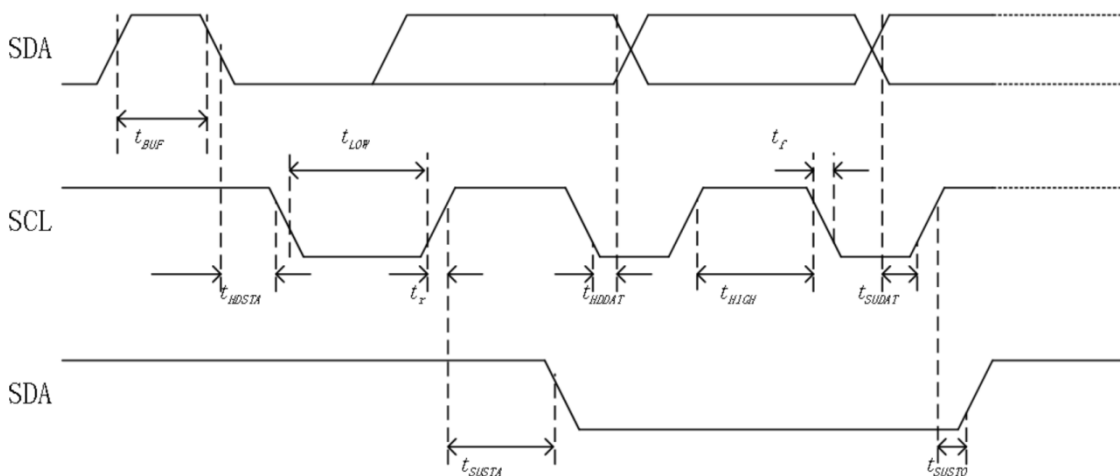 SDA
t_BUF
t_LOW
t_f
SCL
t_HDSTA
t_r
t_HDDAT
t_HIGH
t_SUDAT
SDA
t_SUSTA
t_SUSTO